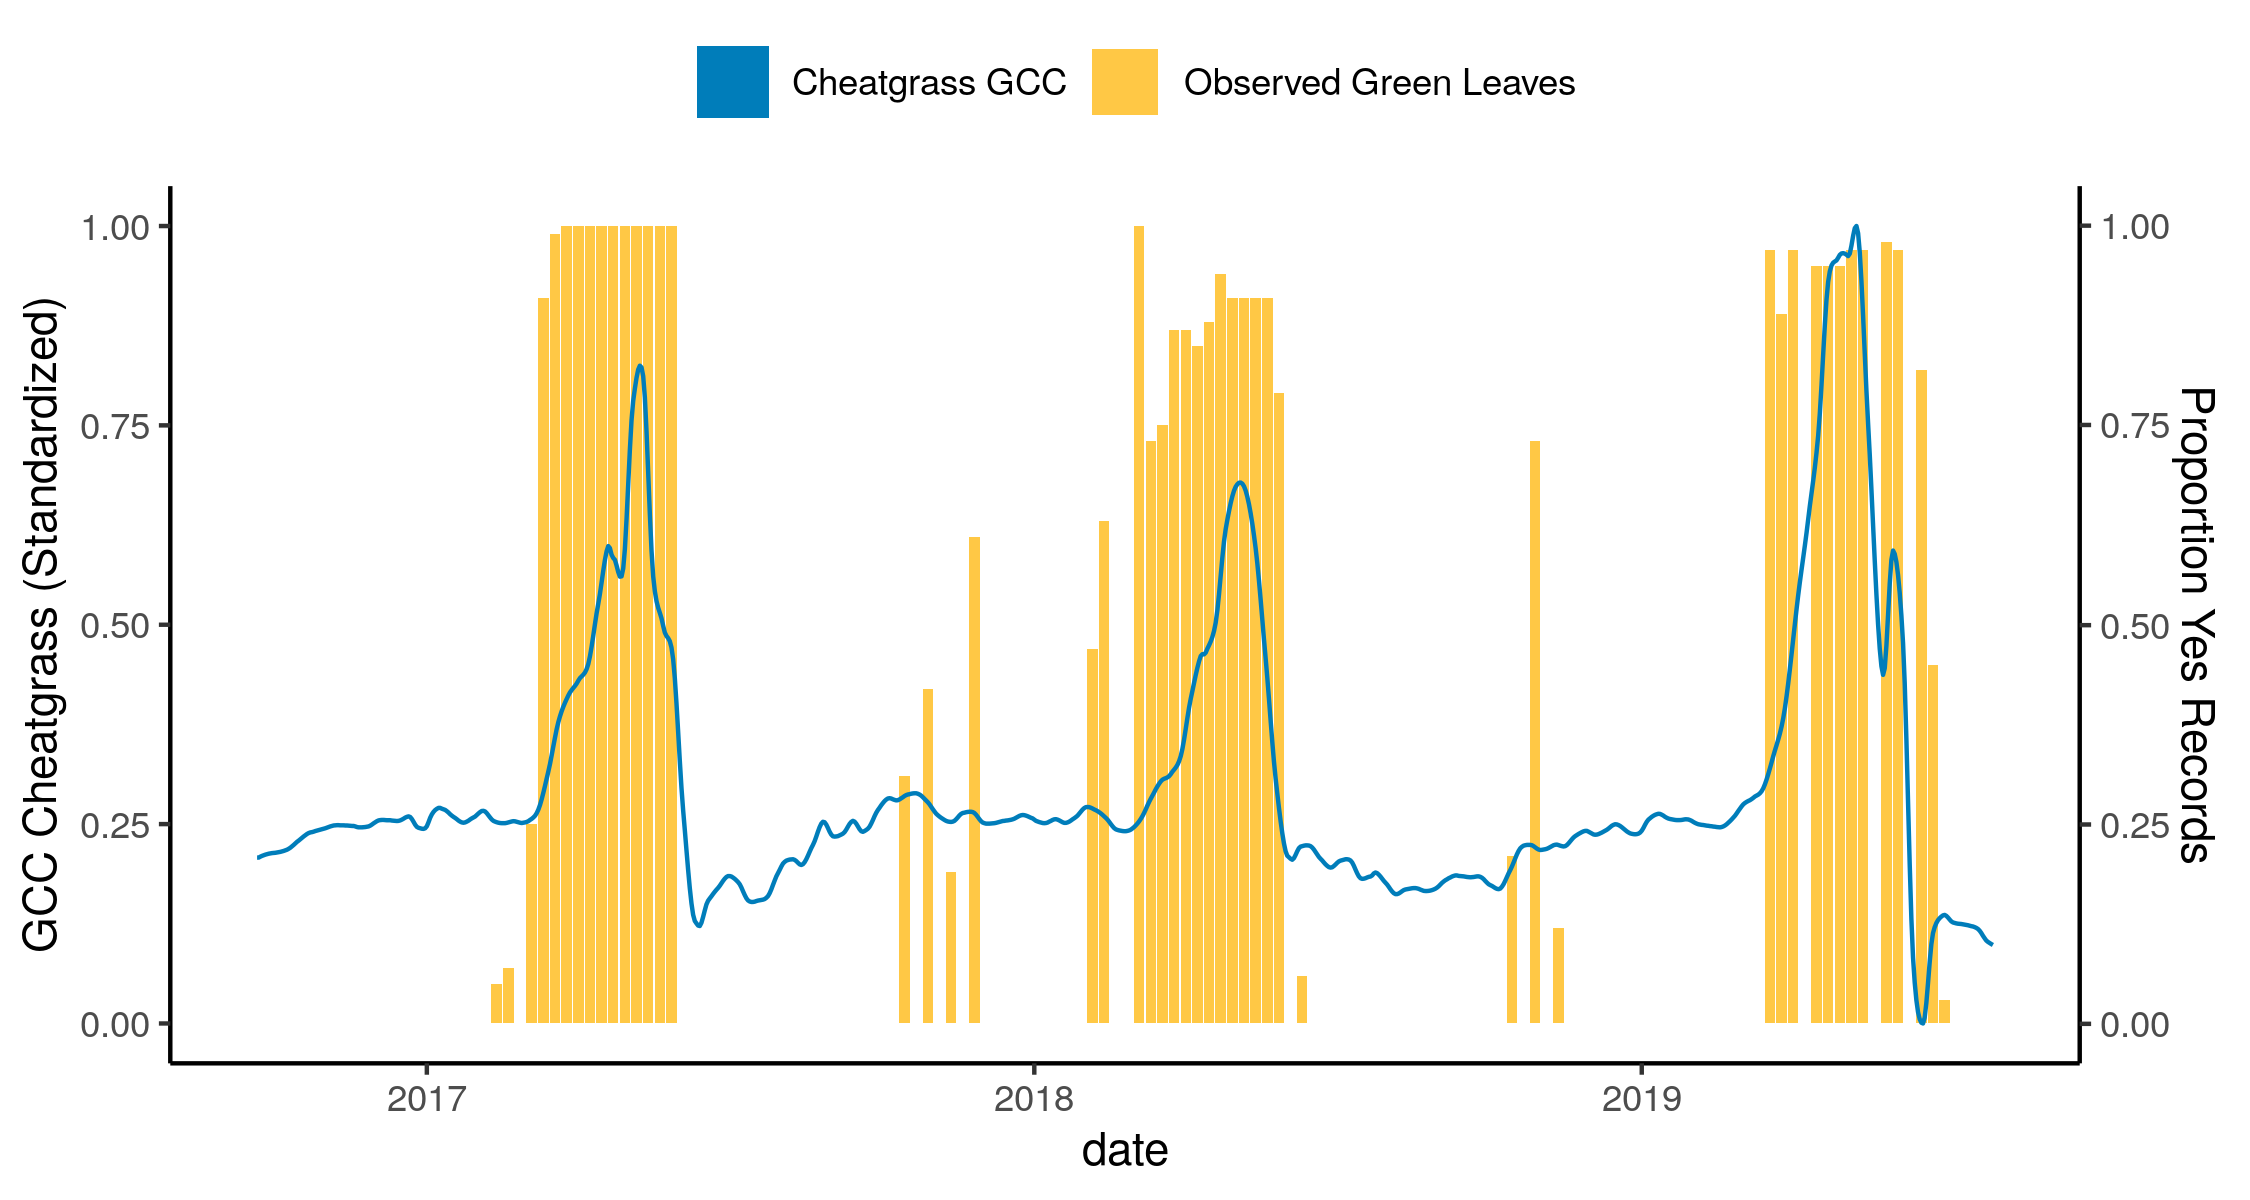 Cheatgrass GCC Observed Green Leaves
GCC Cheatgrass (Standardized)
1.00
0.75
0.50
0.25
0.00
1.00
0.75
0.50
0.25
0.00
Proportion Yes Records
2017 2018 2019
date